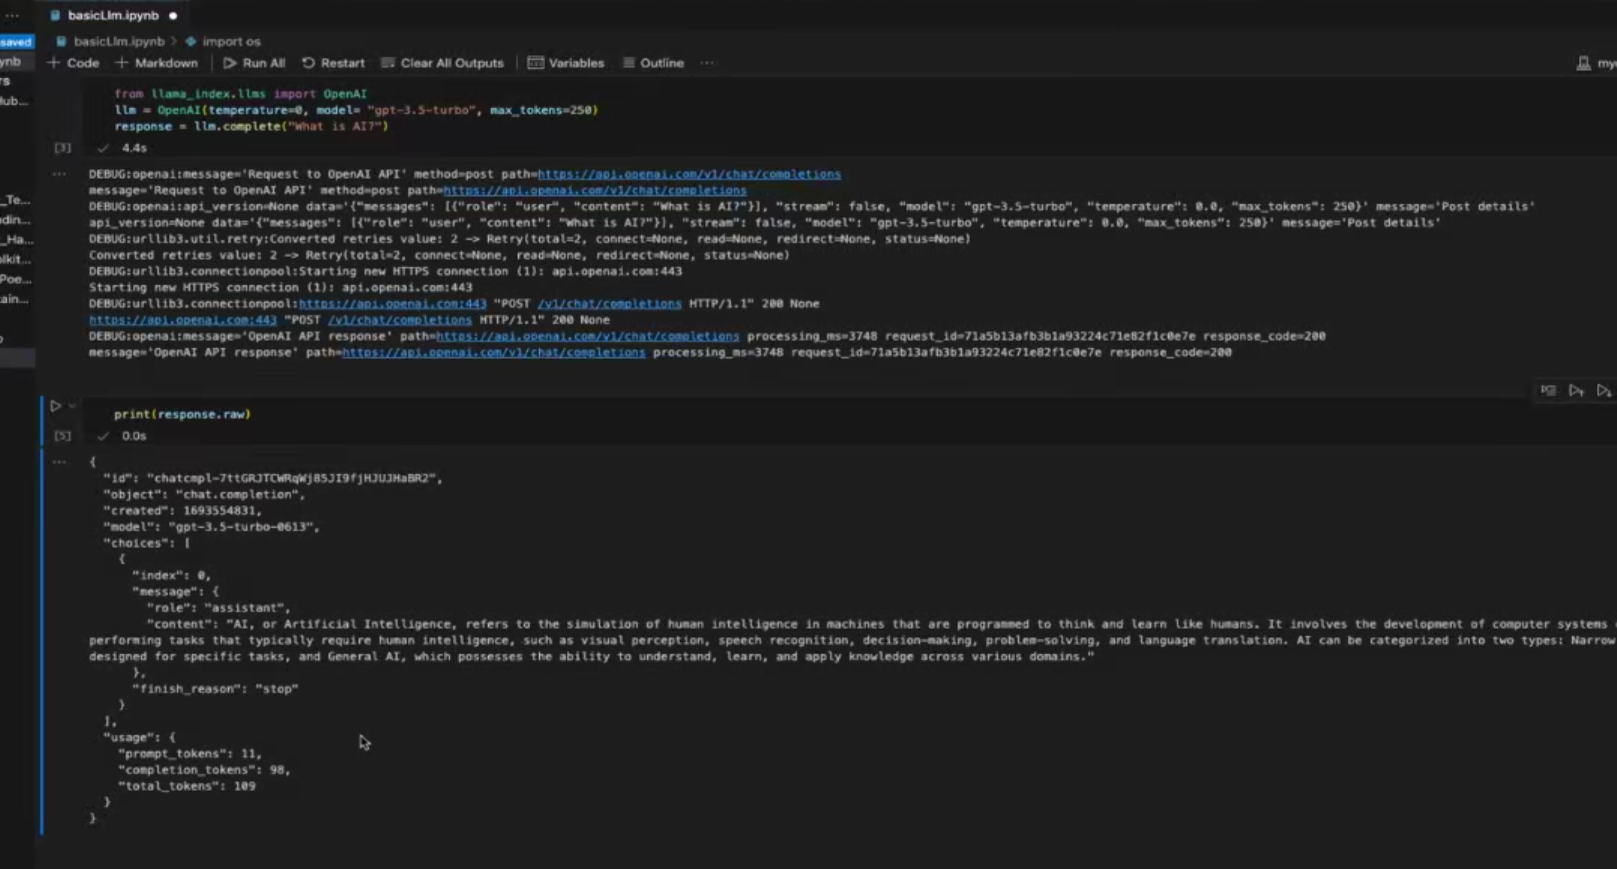 basicLlm.ipynb
saved
basicLlm.ipynb > import os
ynb
+ Code + Markdown Run All Restart Clear All Outputs Variables Outline ...
from llama_index.llms import OpenAI
llm = OpenAI(temperature=0, model= "gpt-3.5-turbo", max_tokens=250)
response = llm.complete("What is AI?")
[3] 4.4s
DEBUG:openai:message='Request to OpenAI API' method=post path=https://api.openai.com/v1/chat/completions
message='Request to OpenAI API' method=post path=https://api.openai.com/v1/chat/completions
DEBUG:openai:api_version=None data='{"messages": [{"role": "user", "content": "What is AI?"}], "stream": false, "model": "gpt-3.5-turbo", "temperature": 0.0, "max_tokens": 250}' message='Post details'
api_version=None data='{"messages": [{"role": "user", "content": "What is AI?"}], "stream": false, "model": "gpt-3.5-turbo", "temperature": 0.0, "max_tokens": 250}' message='Post details'
DEBUG:urllib3.util.retry:Converted retries value: 2 -> Retry(total=2, connect=None, read=None, redirect=None, status=None)
Converted retries value: 2 -> Retry(total=2, connect=None, read=None, redirect=None, status=None)
DEBUG:urllib3.connectionpool:Starting new HTTPS connection (1): api.openai.com:443
Starting new HTTPS connection (1): api.openai.com:443
DEBUG:urllib3.connectionpool:https://api.openai.com:443 "POST /v1/chat/completions HTTP/1.1" 200 None
https://api.openai.com:443 "POST /v1/chat/completions HTTP/1.1" 200 None
DEBUG:openai:message='OpenAI API response' path=https://api.openai.com/v1/chat/completions processing_ms=3748 request_id=71a5b13afb3b1a93224c71e82f1c0e7e response_code=200
message='OpenAI API response' path=https://api.openai.com/v1/chat/completions processing_ms=3748 request_id=71a5b13afb3b1a93224c71e82f1c0e7e response_code=200
print(response.raw)
[5] 0.0s
{
"id": "chatcmpl-7ttGRJTCWRqWj85JI9fjHJUJHaBR2",
"object": "chat.completion",
"created": 1693554831,
"model": "gpt-3.5-turbo-0613",
"choices": [
{
"index": 0,
"message": {
"role": "assistant",
"content": "AI, or Artificial Intelligence, refers to the simulation of human intelligence in machines that are programmed to think and learn like humans. It involves the development of computer systems
performing tasks that typically require human intelligence, such as visual perception, speech recognition, decision-making, problem-solving, and language translation. AI can be categorized into two types: Narrow
designed for specific tasks, and General AI, which possesses the ability to understand, learn, and apply knowledge across various domains."
},
"finish_reason": "stop"
}
],
"usage": {
"prompt_tokens": 11,
"completion_tokens": 98,
"total_tokens": 109
}
}